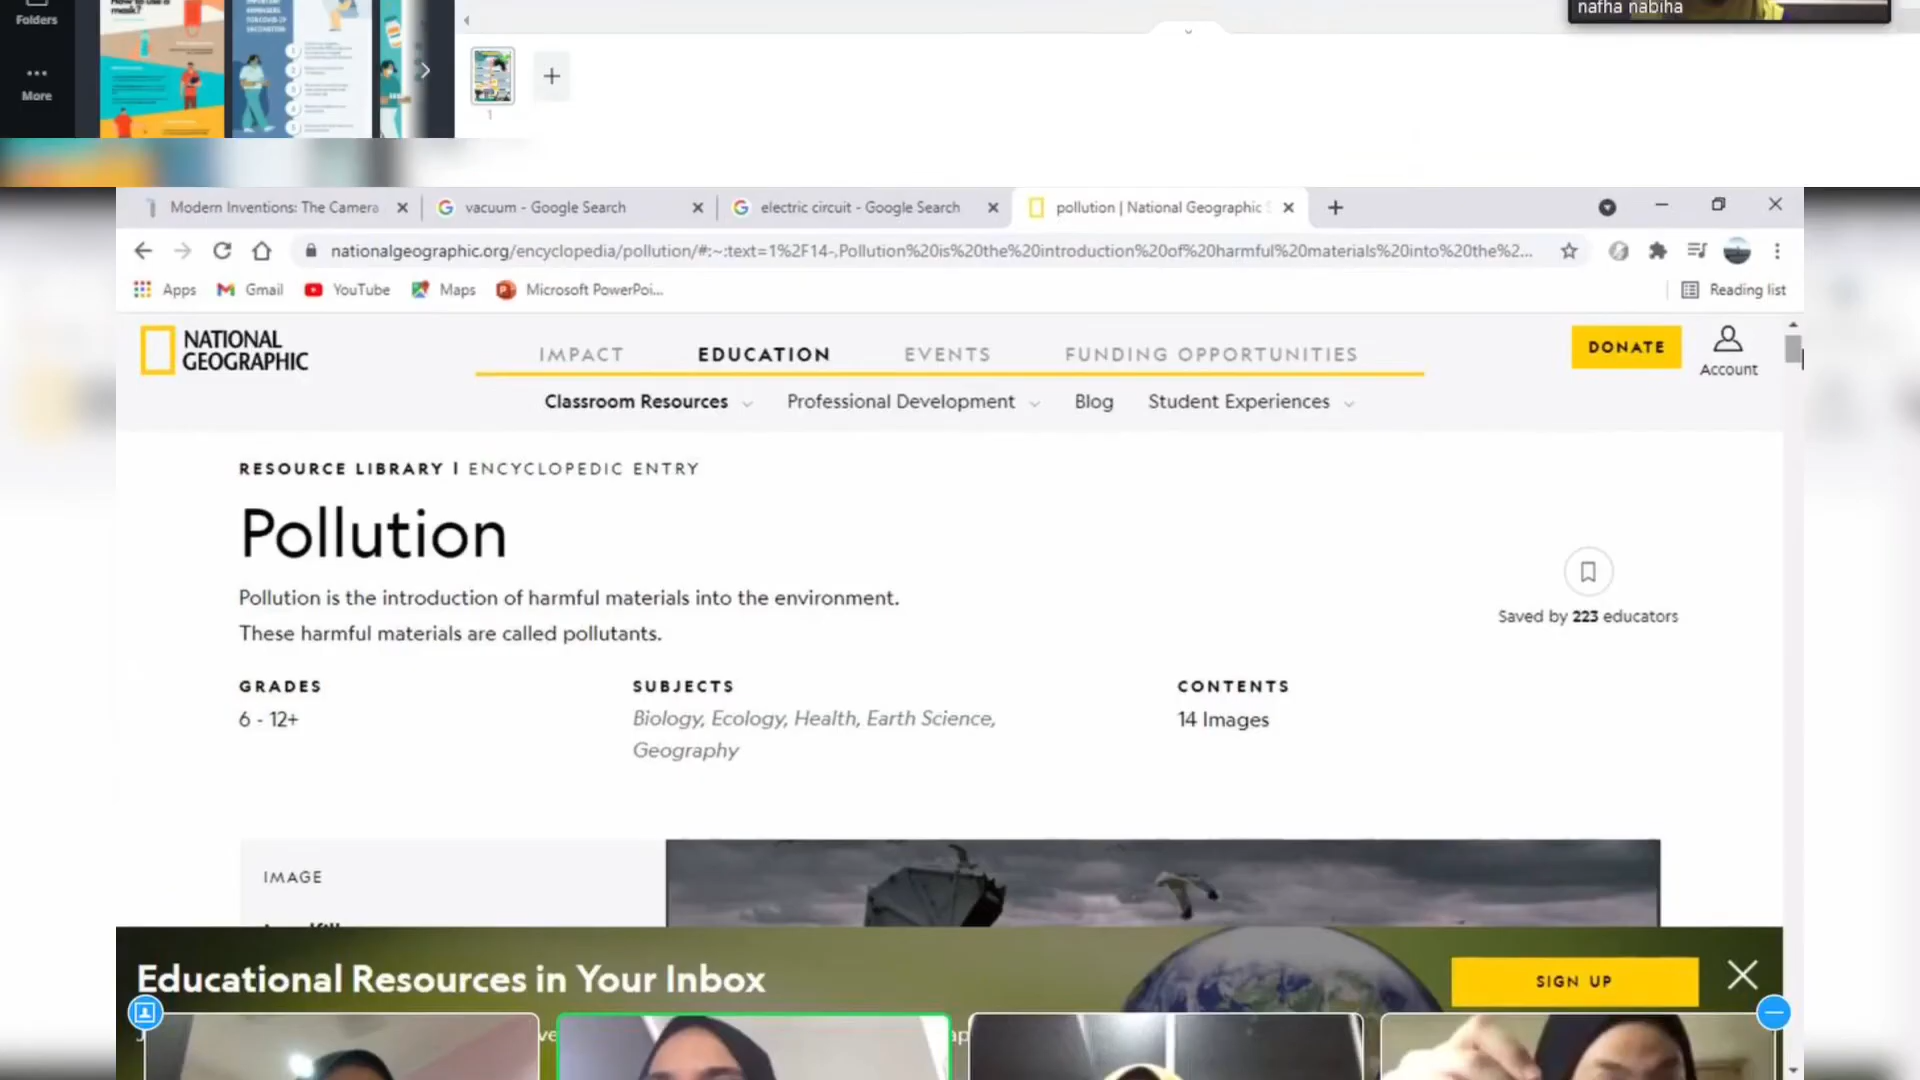 Folders
More
How to use a
mask?
1
nafha nabiha
Modern Inventions: The Camera
vacuum - Google Search
electric circuit - Google Search
pollution | National Geographic S
nationalgeographic.org/encyclopedia/pollution/#:~:text=1%2F14-,Pollution%20is%20the%20introduction%20of%20harmful%20materials%20into%20the%2...
Apps
Gmail
YouTube
Maps
Microsoft PowerPoi...
Reading list
NATIONAL
GEOGRAPHIC
IMPACT
EDUCATION
EVENTS
FUNDING OPPORTUNITIES
DONATE
Account
Classroom Resources
Professional Development
Blog
Student Experiences
RESOURCE LIBRARY | ENCYCLOPEDIC ENTRY
Pollution
Pollution is the introduction of harmful materials into the environment.
These harmful materials are called pollutants.
Saved by 223 educators
GRADES
6 - 12+
SUBJECTS
Biology, Ecology, Health, Earth Science,
Geography
CONTENTS
14 Images
IMAGE
Educational Resources in Your Inbox
SIGN UP